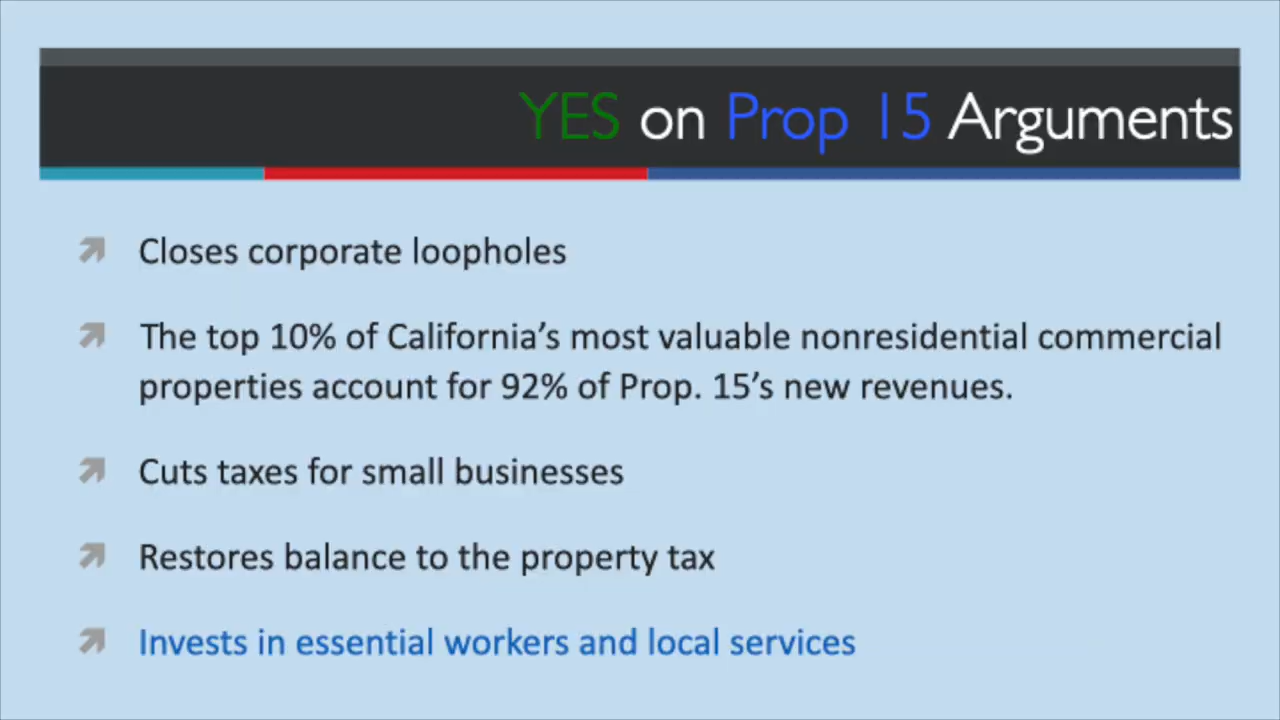 YES on Prop 15 Arguments
Closes corporate loopholes
The top 10% of California’s most valuable nonresidential commercial
properties account for 92% of Prop. 15’s new revenues.
Cuts taxes for small businesses
Restores balance to the property tax
Invests in essential workers and local services